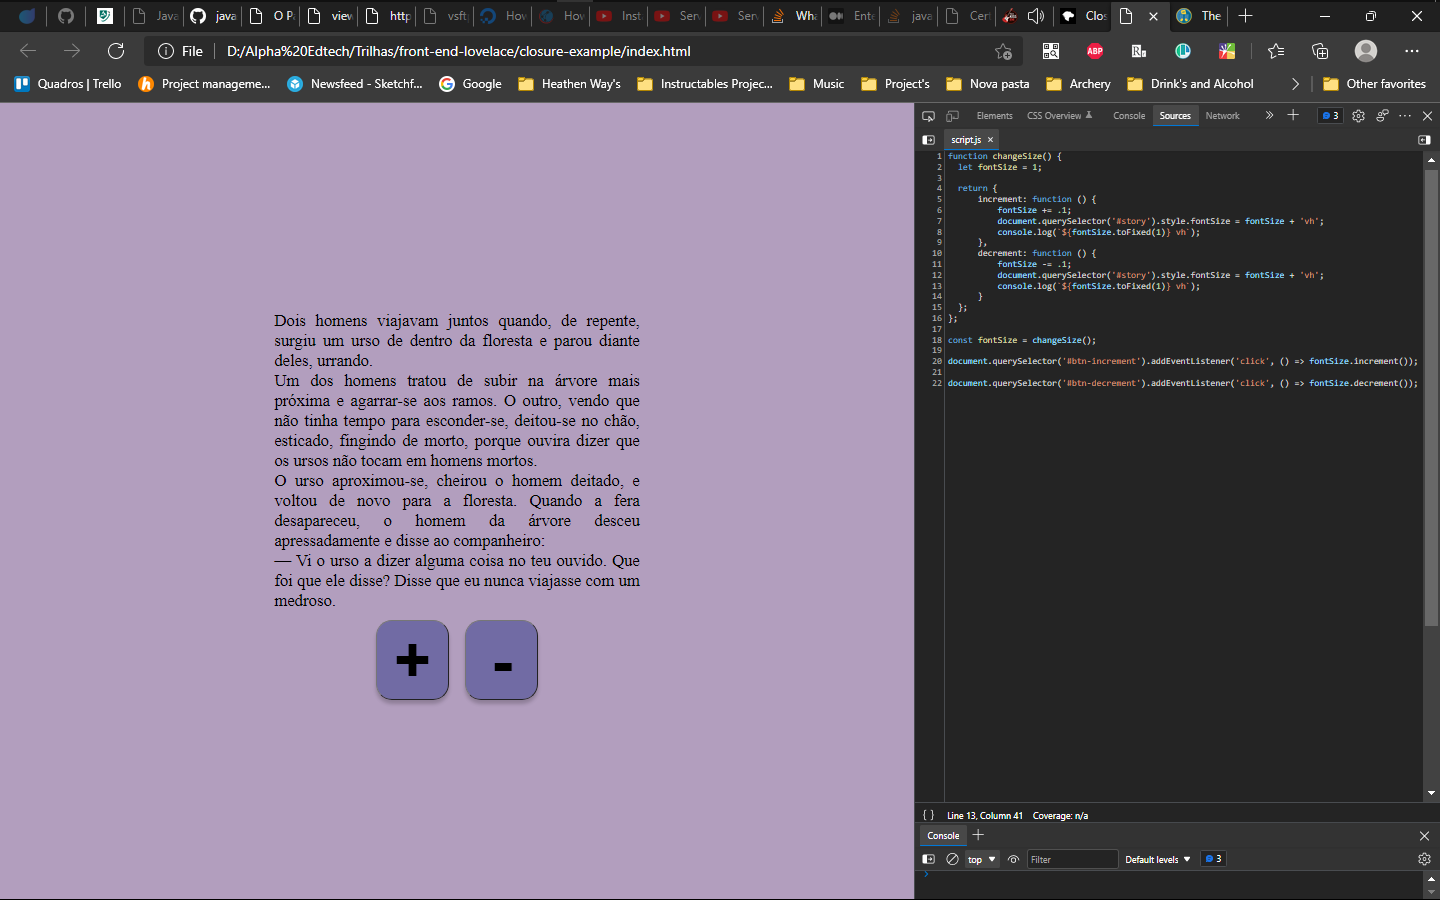 Java
java
O P
view
http
vsft
How
How
Inst
Ser
Ser
Wha
Ente
java
Cert
Clos
The
File
D:/Alpha%20Edtech/Trilhas/front-end-lovelace/closure-example/index.html
ABP
Quadros | Trello
Project manageme...
Newsfeed - Sketchf...
Google
Heathen Way's
Instructables Projec...
Music
Project's
Nova pasta
Archery
Drink's and Alcohol
Other favorites
Elements
CSS Overview
Console
Sources
Network
3
script.js
1 function changeSize() {
2 let fontSize = 1;
3
4 return {
5 increment: function () {
6 fontSize += .1;
7 document.querySelector('#story').style.fontSize = fontSize + 'vh';
8 console.log(`${fontSize.toFixed(1)} vh`);
9 },
10 decrement: function () {
11 fontSize -= .1;
12 document.querySelector('#story').style.fontSize = fontSize + 'vh';
13 console.log(`${fontSize.toFixed(1)} vh`);
14 }
15 };
16 };
17
18 const fontSize = changeSize();
19
20 document.querySelector('#btn-increment').addEventListener('click', () => fontSize.increment());
21
22 document.querySelector('#btn-decrement').addEventListener('click', () => fontSize.decrement());
Dois homens viajavam juntos quando, de repente,
surgiu um urso de dentro da floresta e parou diante
deles, urrando.
Um dos homens tratou de subir na árvore mais
próxima e agarrar-se aos ramos. O outro, vendo que
não tinha tempo para esconder-se, deitou-se no chão,
esticado, fingindo de morto, porque ouvira dizer que
os ursos não tocam em homens mortos.
O urso aproximou-se, cheirou o homem deitado, e
voltou de novo para a floresta. Quando a fera
desapareceu, o homem da árvore desceu
apressadamente e disse ao companheiro:
— Vi o urso a dizer alguma coisa no teu ouvido. Que
foi que ele disse? Disse que eu nunca viajasse com um
medroso.
+ -
{ } Line 13, Column 41 Coverage: n/a
Console
top
Filter
Default levels
3